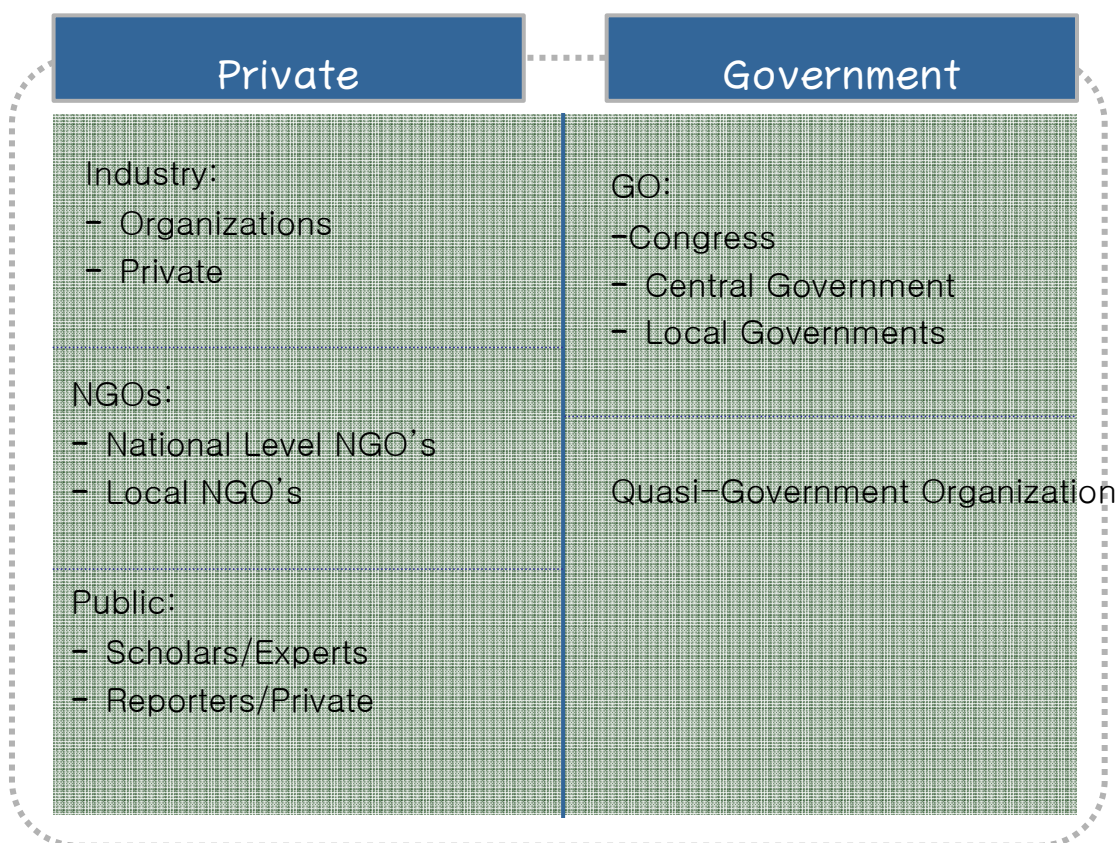 Private
Industry:
- Organizations
- Private
NGOs:
- National Level NGO's
- Local NGO's
Public:
- Scholars/Experts
- Reporters/Private
Government
GO:
-Congress
- Central Government
- Local Governments
Quasi-Government Organization